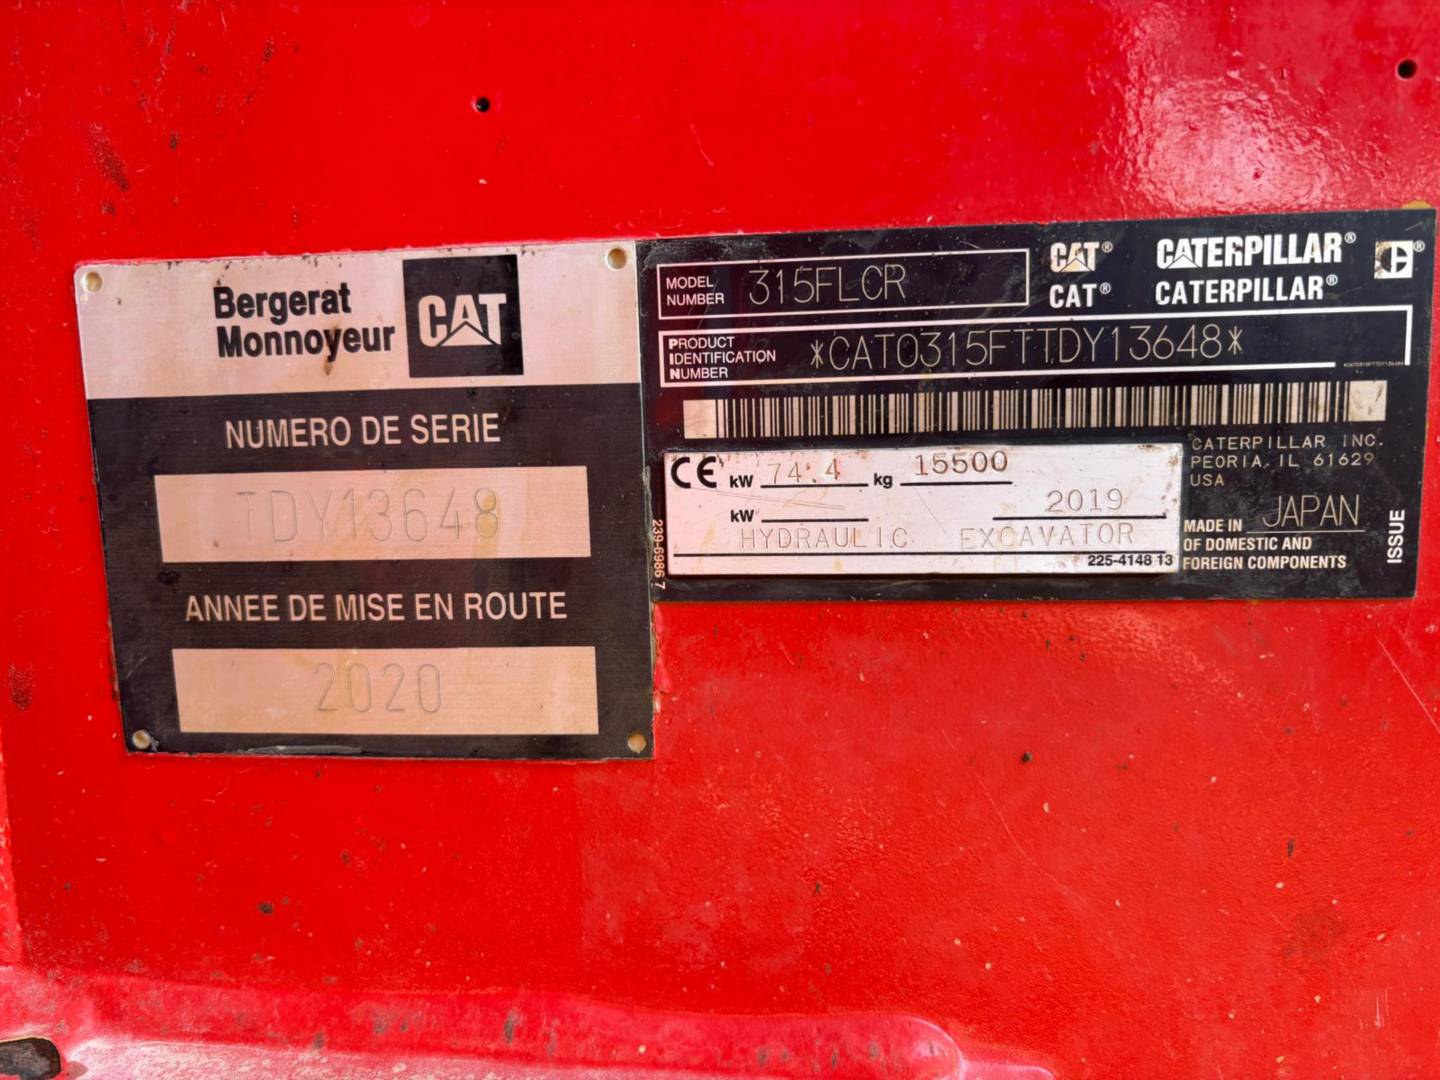 Bergerat
Monnoyeur
CAT
NUMERO DE SERIE
TDY13648
ANNEE DE MISE EN ROUTE
2020
MODEL
NUMBER
315FLCR
CAT® CATERPILLAR® ®
CAT® CATERPILLAR®
PRODUCT
IDENTIFICATION
NUMBER
*CAT0315FTTDY13648*
CE kW 74.4 kg 15500
kW 2019
HYDRAULIC EXCAVATOR
225-4148 13
239-6986 7
CATERPILLAR INC.
PEORIA, IL 61629
USA
MADE IN JAPAN
OF DOMESTIC AND
FOREIGN COMPONENTS
ISSUE